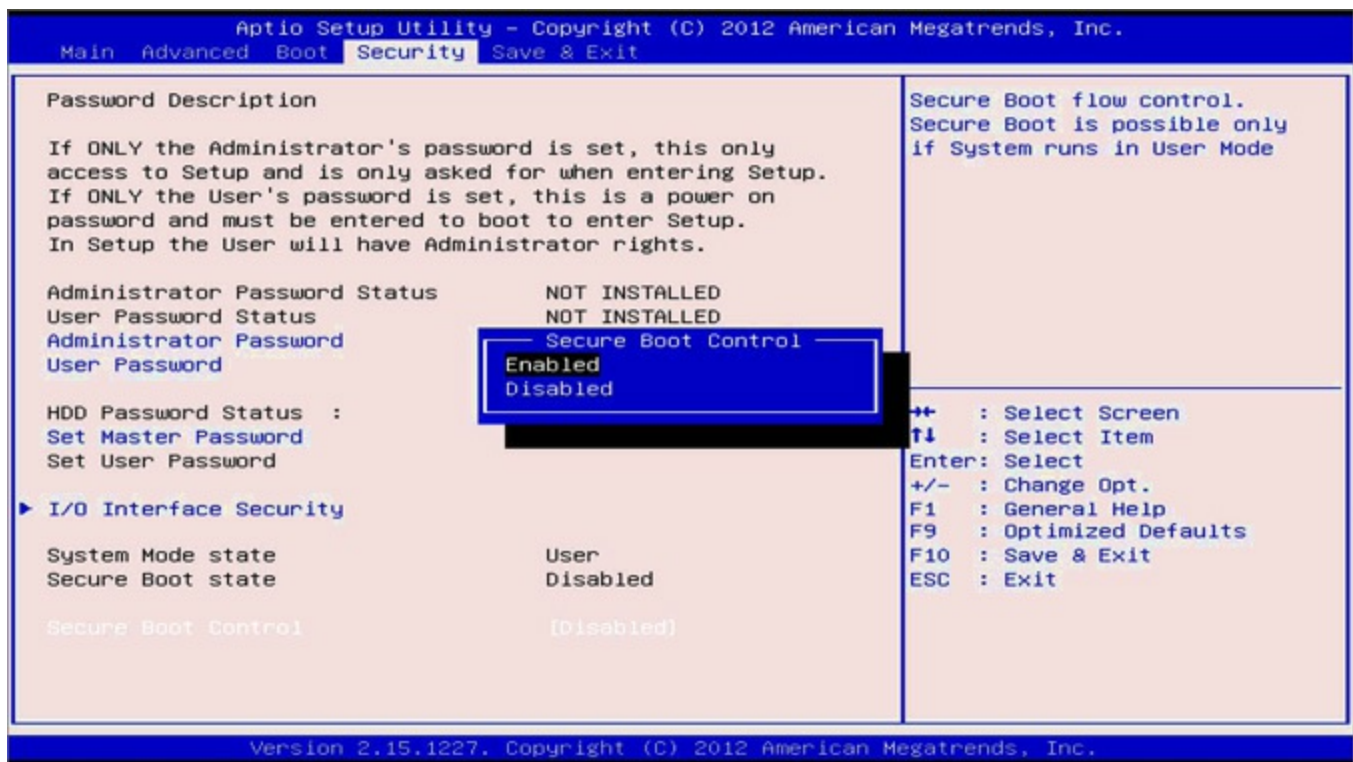 Aptio Setup Utility – Copyright (C) 2012 American Megatrends, Inc.
Main Advanced Boot Security Save & Exit
Password Description
If ONLY the Administrator's password is set, this only
access to Setup and is only asked for when entering Setup.
If ONLY the User's password is set, this is a power on
password and must be entered to boot to enter Setup.
In Setup the User will have Administrator rights.
Administrator Password Status NOT INSTALLED
User Password Status NOT INSTALLED
Administrator Password
User Password
Secure Boot Control
Enabled
Disabled
HDD Password Status :
Set Master Password
Set User Password
I/O Interface Security
System Mode state User
Secure Boot state Disabled
Secure Boot Control [Disabled]
Secure Boot flow control.
Secure Boot is possible only
if System runs in User Mode
→← : Select Screen
↑↓ : Select Item
Enter: Select
+/- : Change Opt.
F1 : General Help
F9 : Optimized Defaults
F10 : Save & Exit
ESC : Exit
Version 2.15.1227. Copyright (C) 2012 American Megatrends, Inc.